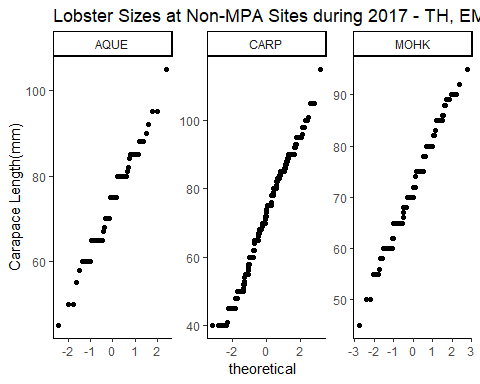 Lobster Sizes at Non-MPA Sites during 2017 - TH, EM
AQUE CARP MOHK
Carapace Length(mm)
100 80 60
100 80 60 40
90 80 70 60 50
-2 -1 0 1 2
-2 0 2
-3 -2 -1 0 1 2 3
theoretical